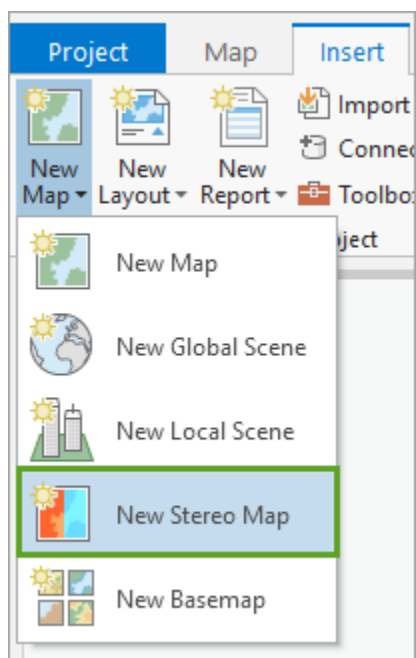 Project Map Insert
New Map
New Layout
New Report
Import
Toolbo
New Map
New Global Scene
New Local Scene
New Stereo Map
New Basemap